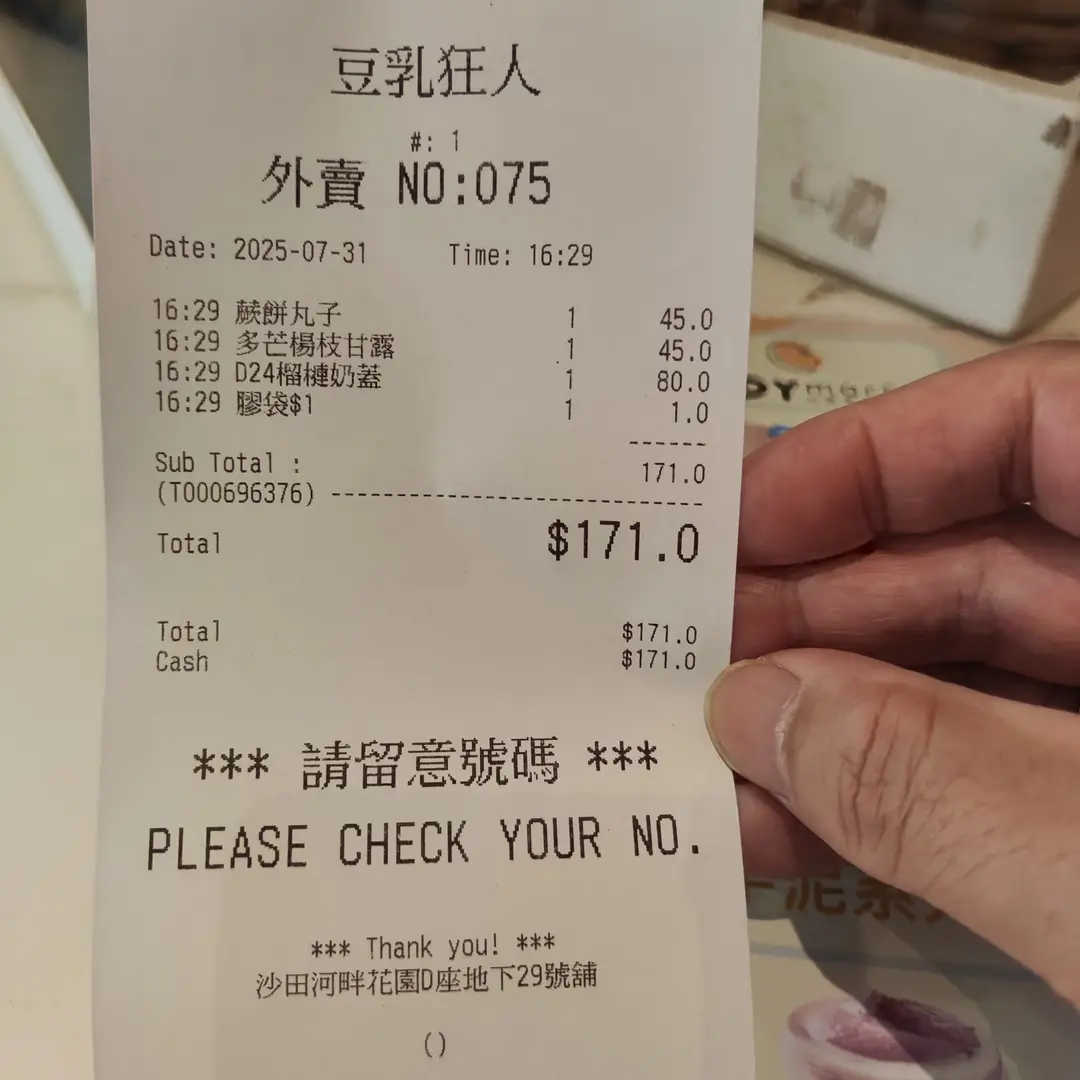 豆乳狂人
#: 1
外賣 NO:075
Date: 2025-07-31 Time: 16:29
16:29 蕨餅丸子 1 45.0
16:29 多芒楊枝甘露 1 45.0
16:29 D24榴槤奶蓋 1 80.0
16:29 膠袋$1 1 1.0
------
Sub Total : 171.0
(T000696376) -----------------------------
Total $171.0
Total $171.0
Cash $171.0
*** 請留意號碼 ***
PLEASE CHECK YOUR NO.
*** Thank you! ***
沙田河畔花園D座地下29號舖
()